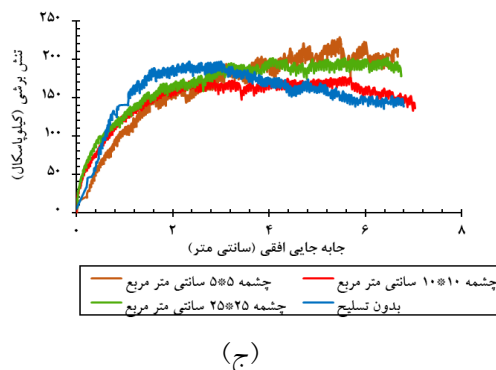 تنش برشی (کیلوپاسکال)
۲۵۰
۲۰۰
۱۵۰
۱۰۰
۵۰
۰
۰ ۲ ۴ ۶ ۸
جابه جایی افقی (سانتی متر)
چشمه ۵*۵ سانتی متر مربع چشمه ۱۰*۱۰ سانتی متر مربع
چشمه ۲۵*۲۵ سانتی متر مربع بدون تسلیح
(ج)